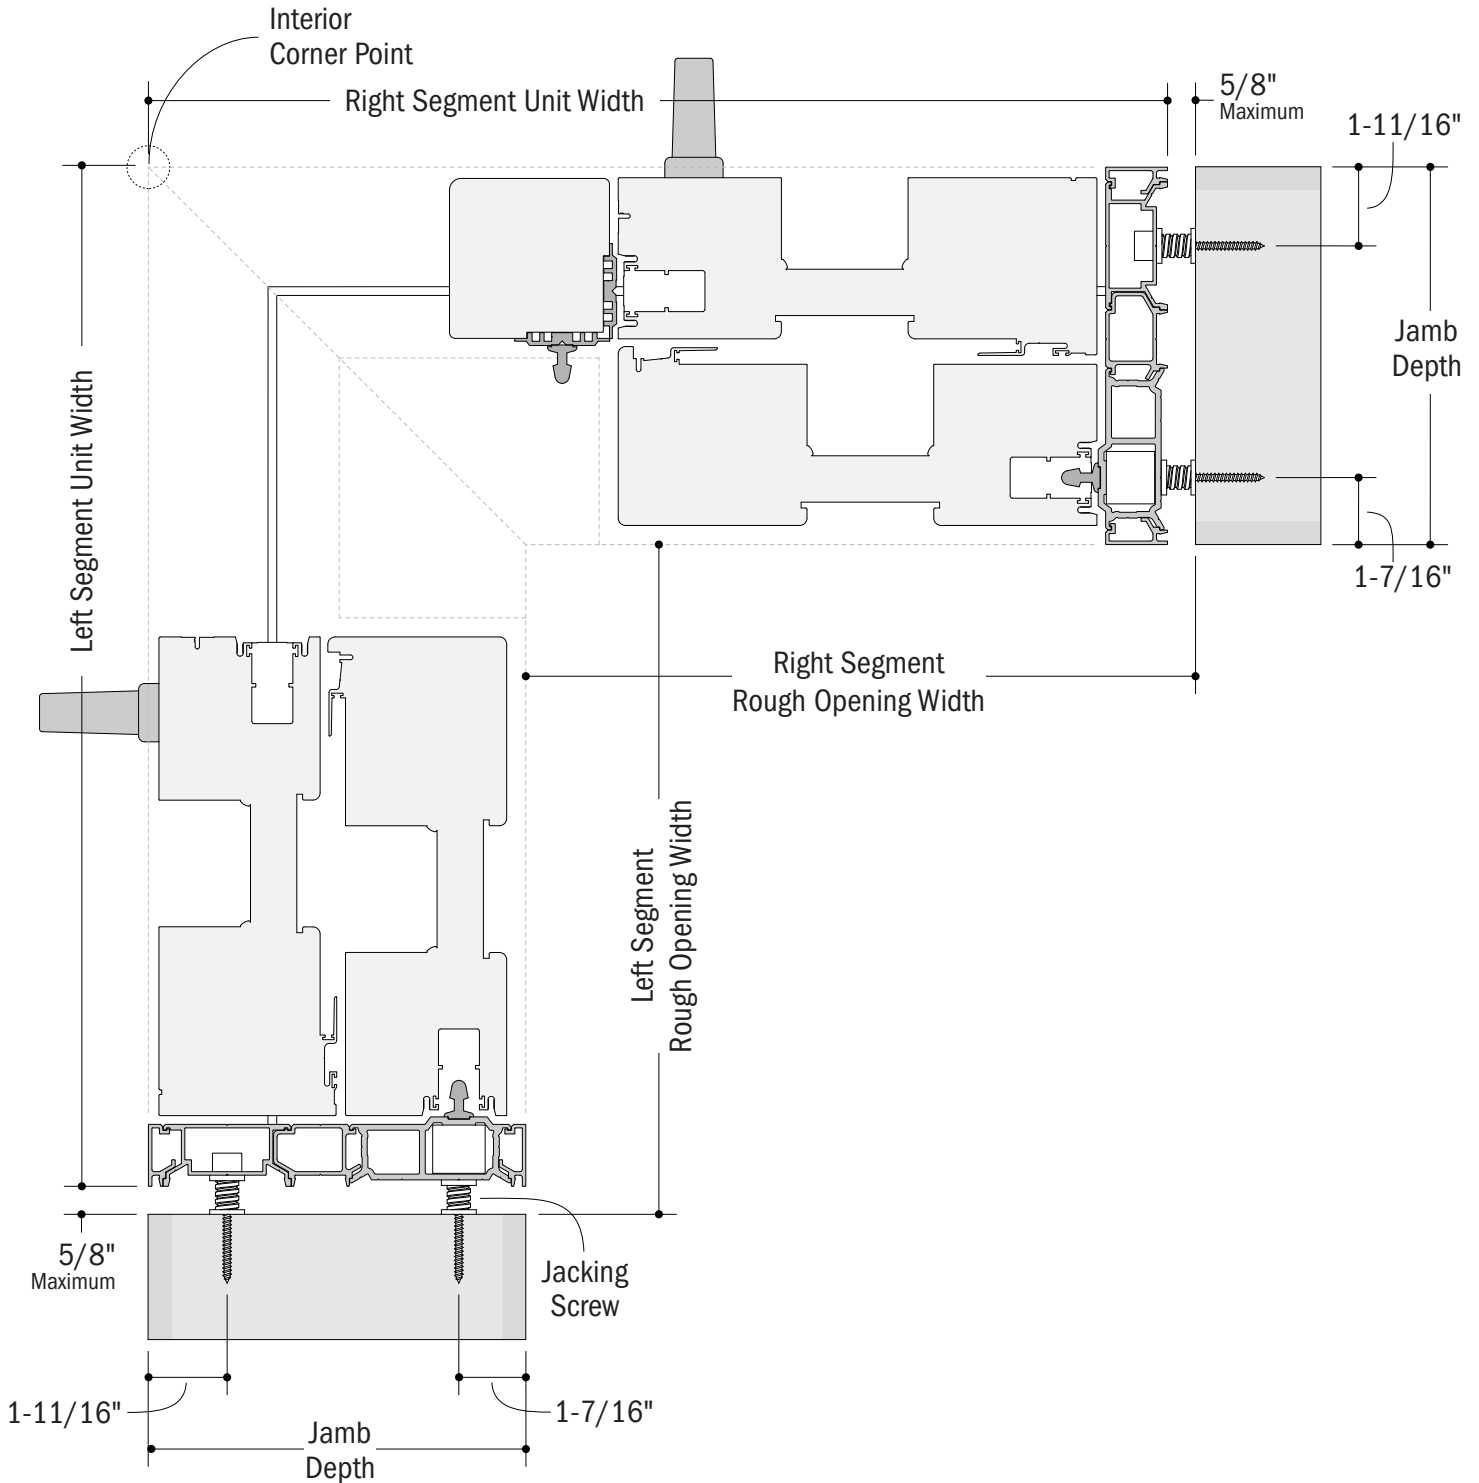 Interior
Corner Point
Right Segment Unit Width
5/8"
Maximum
1-11/16"
Jamb
Depth
1-7/16"
Left Segment Unit Width
Right Segment
Rough Opening Width
Left Segment
Rough Opening Width
5/8"
Maximum
Jacking
Screw
1-11/16"
1-7/16"
Jamb
Depth